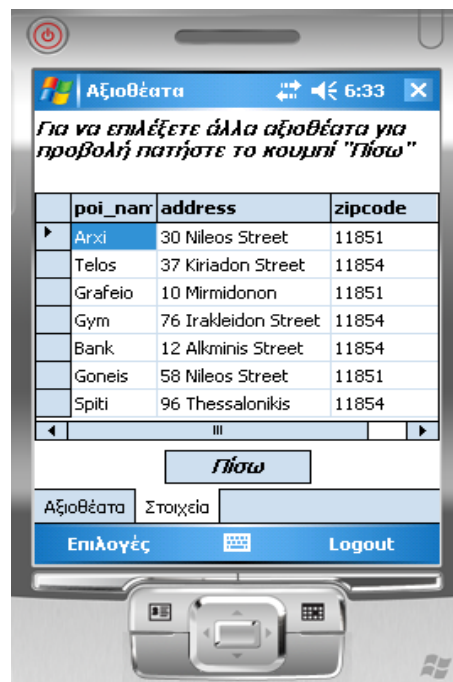 Αξιοθέατα 6:33
Για να επιλέξετε άλλα αξιοθέατα για
προβολή πατήστε το κουμπί "Πίσω"
poi_nam address zipcode
Arxi 30 Nileos Street 11851
Telos 37 Kiriadon Street 11854
Grafeio 10 Mirmidonon 11851
Gym 76 Irakleidon Street 11854
Bank 12 Alkminis Street 11854
Goneis 58 Nileos Street 11851
Spiti 96 Thessalonikis 11854
Πίσω
Αξιοθέατα Στοιχεία
Επιλογές Logout